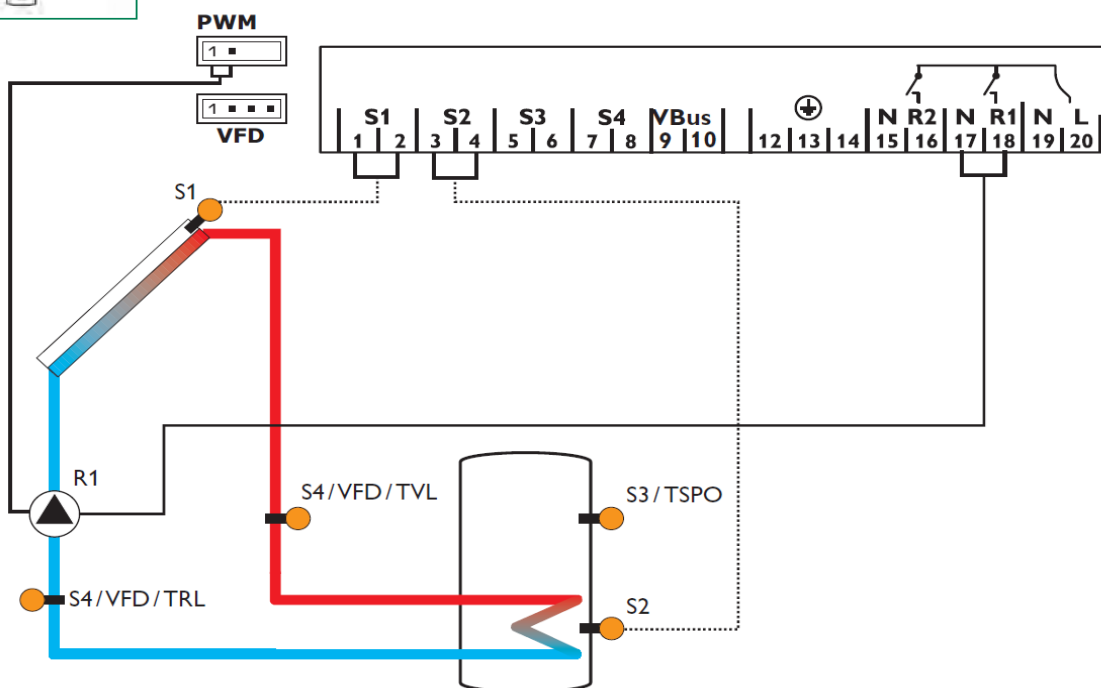 PWM
1
1
VFD
S1 S2 S3 S4 VBus N R2 N R1 N L
1 2 3 4 5 6 7 8 9 10 12 13 14 15 16 17 18 19 20
S1
R1
S4/VFD/TVL
S3/TSPO
S4/VFD/TRL
S2